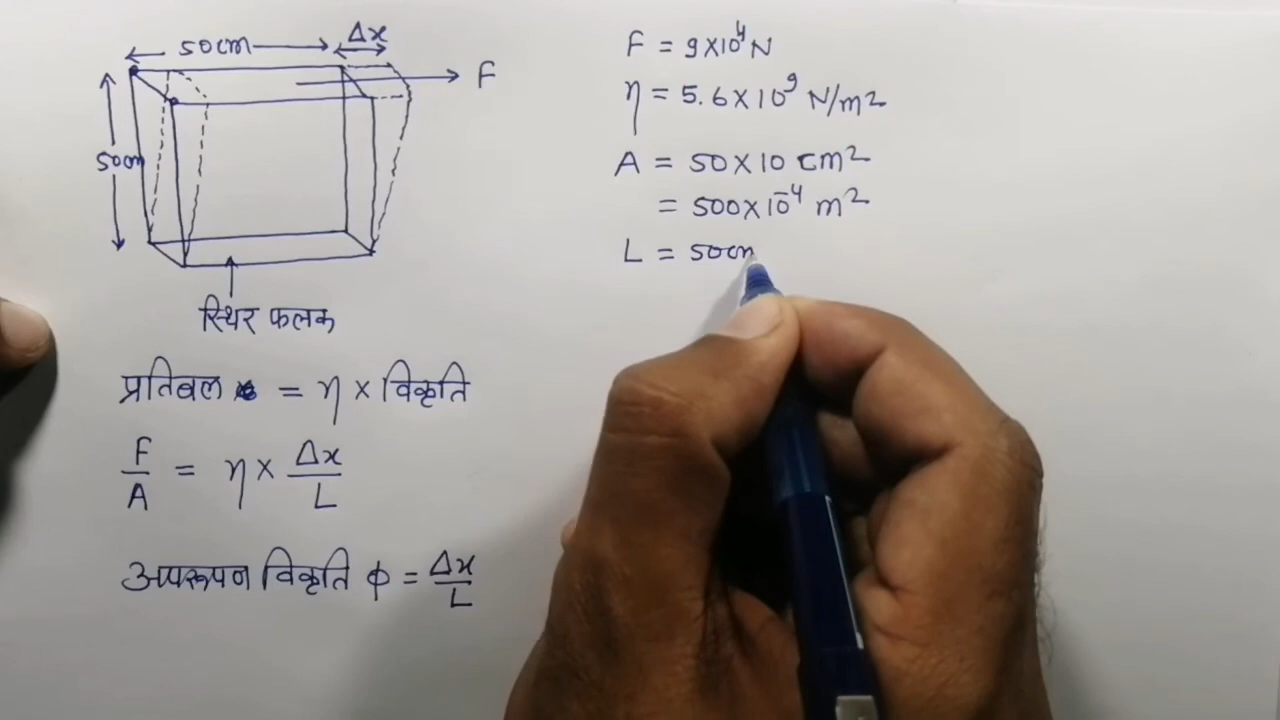 50cm Δx
F
50cm
स्थिर फलक
प्रतिबल = η × विकृति
F/A = η × Δx/L
अपरूपण विकृति ϕ = Δx/L
F = 9×10⁴ N
η = 5.6×10⁹ N/m2
A = 50×10 cm2
= 500×10⁻⁴ m2
L = 50cm